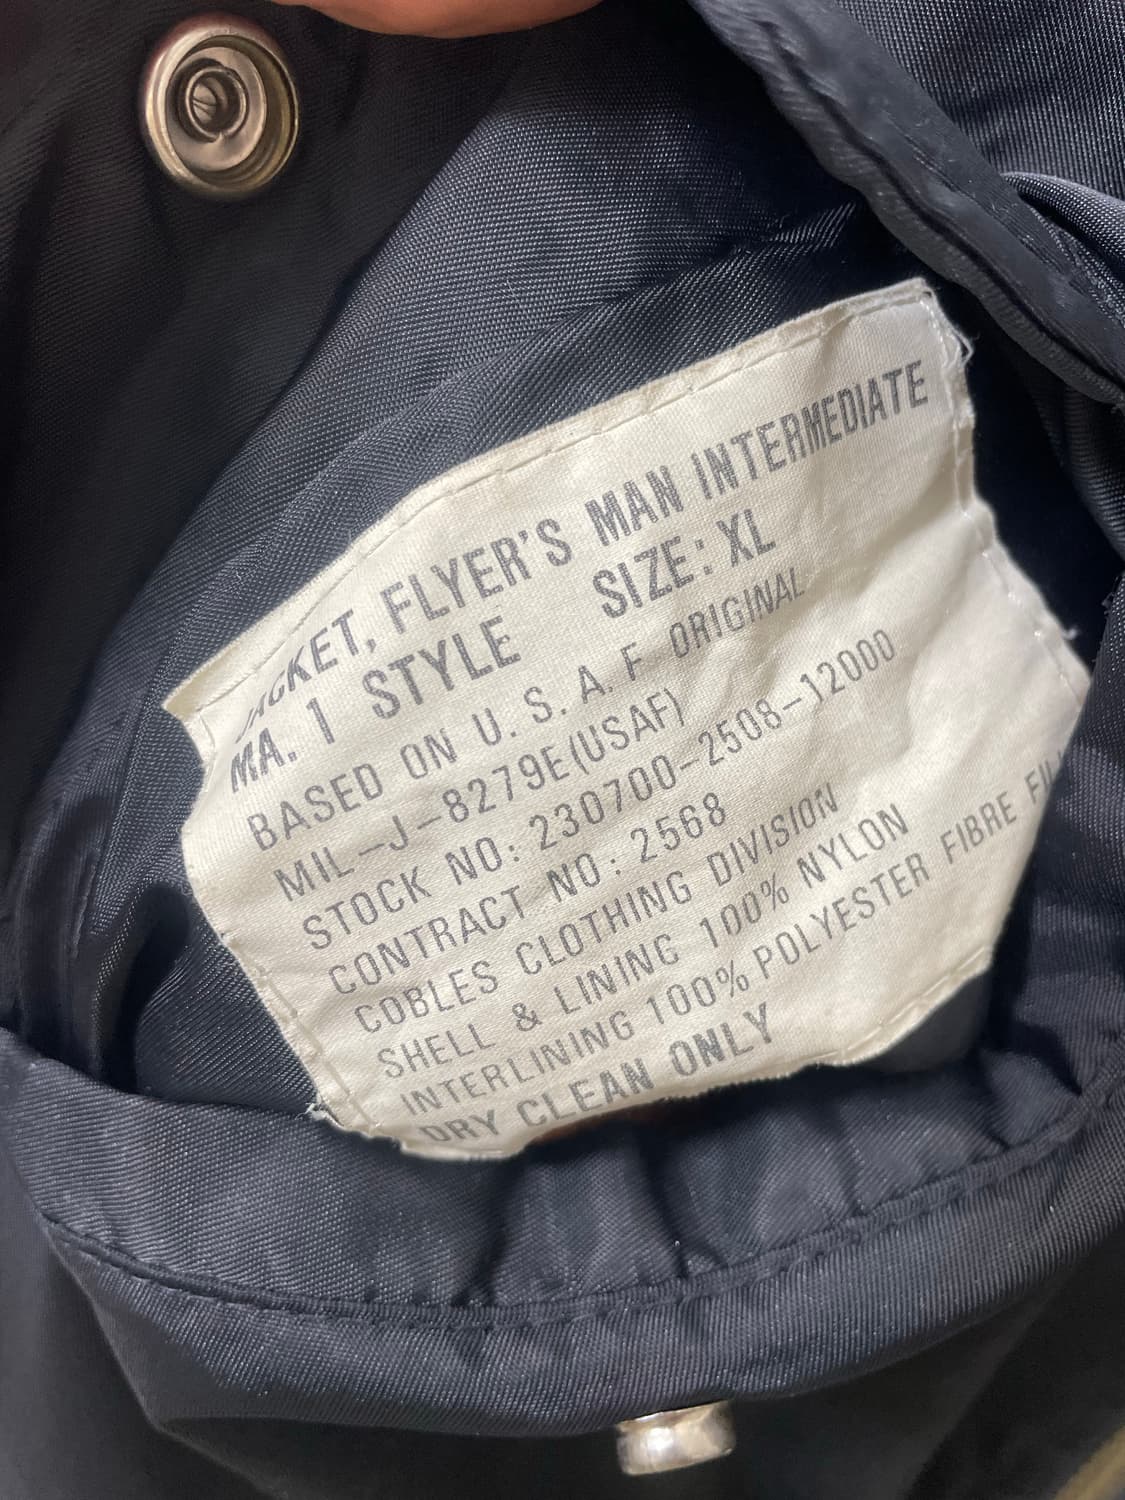 JACKET, FLYER'S MAN INTERMEDIATE
MA. 1 STYLE SIZE: XL
BASED ON U. S. A. F. ORIGINAL
MIL-J-8279E(USAF)
STOCK NO: 230700-2508-12000
CONTRACT NO: 2568
COBLES CLOTHING DIVISION
SHELL & LINING 100% NYLON
INTERLINING 100% POLYESTER FIBRE
DRY CLEAN ONLY